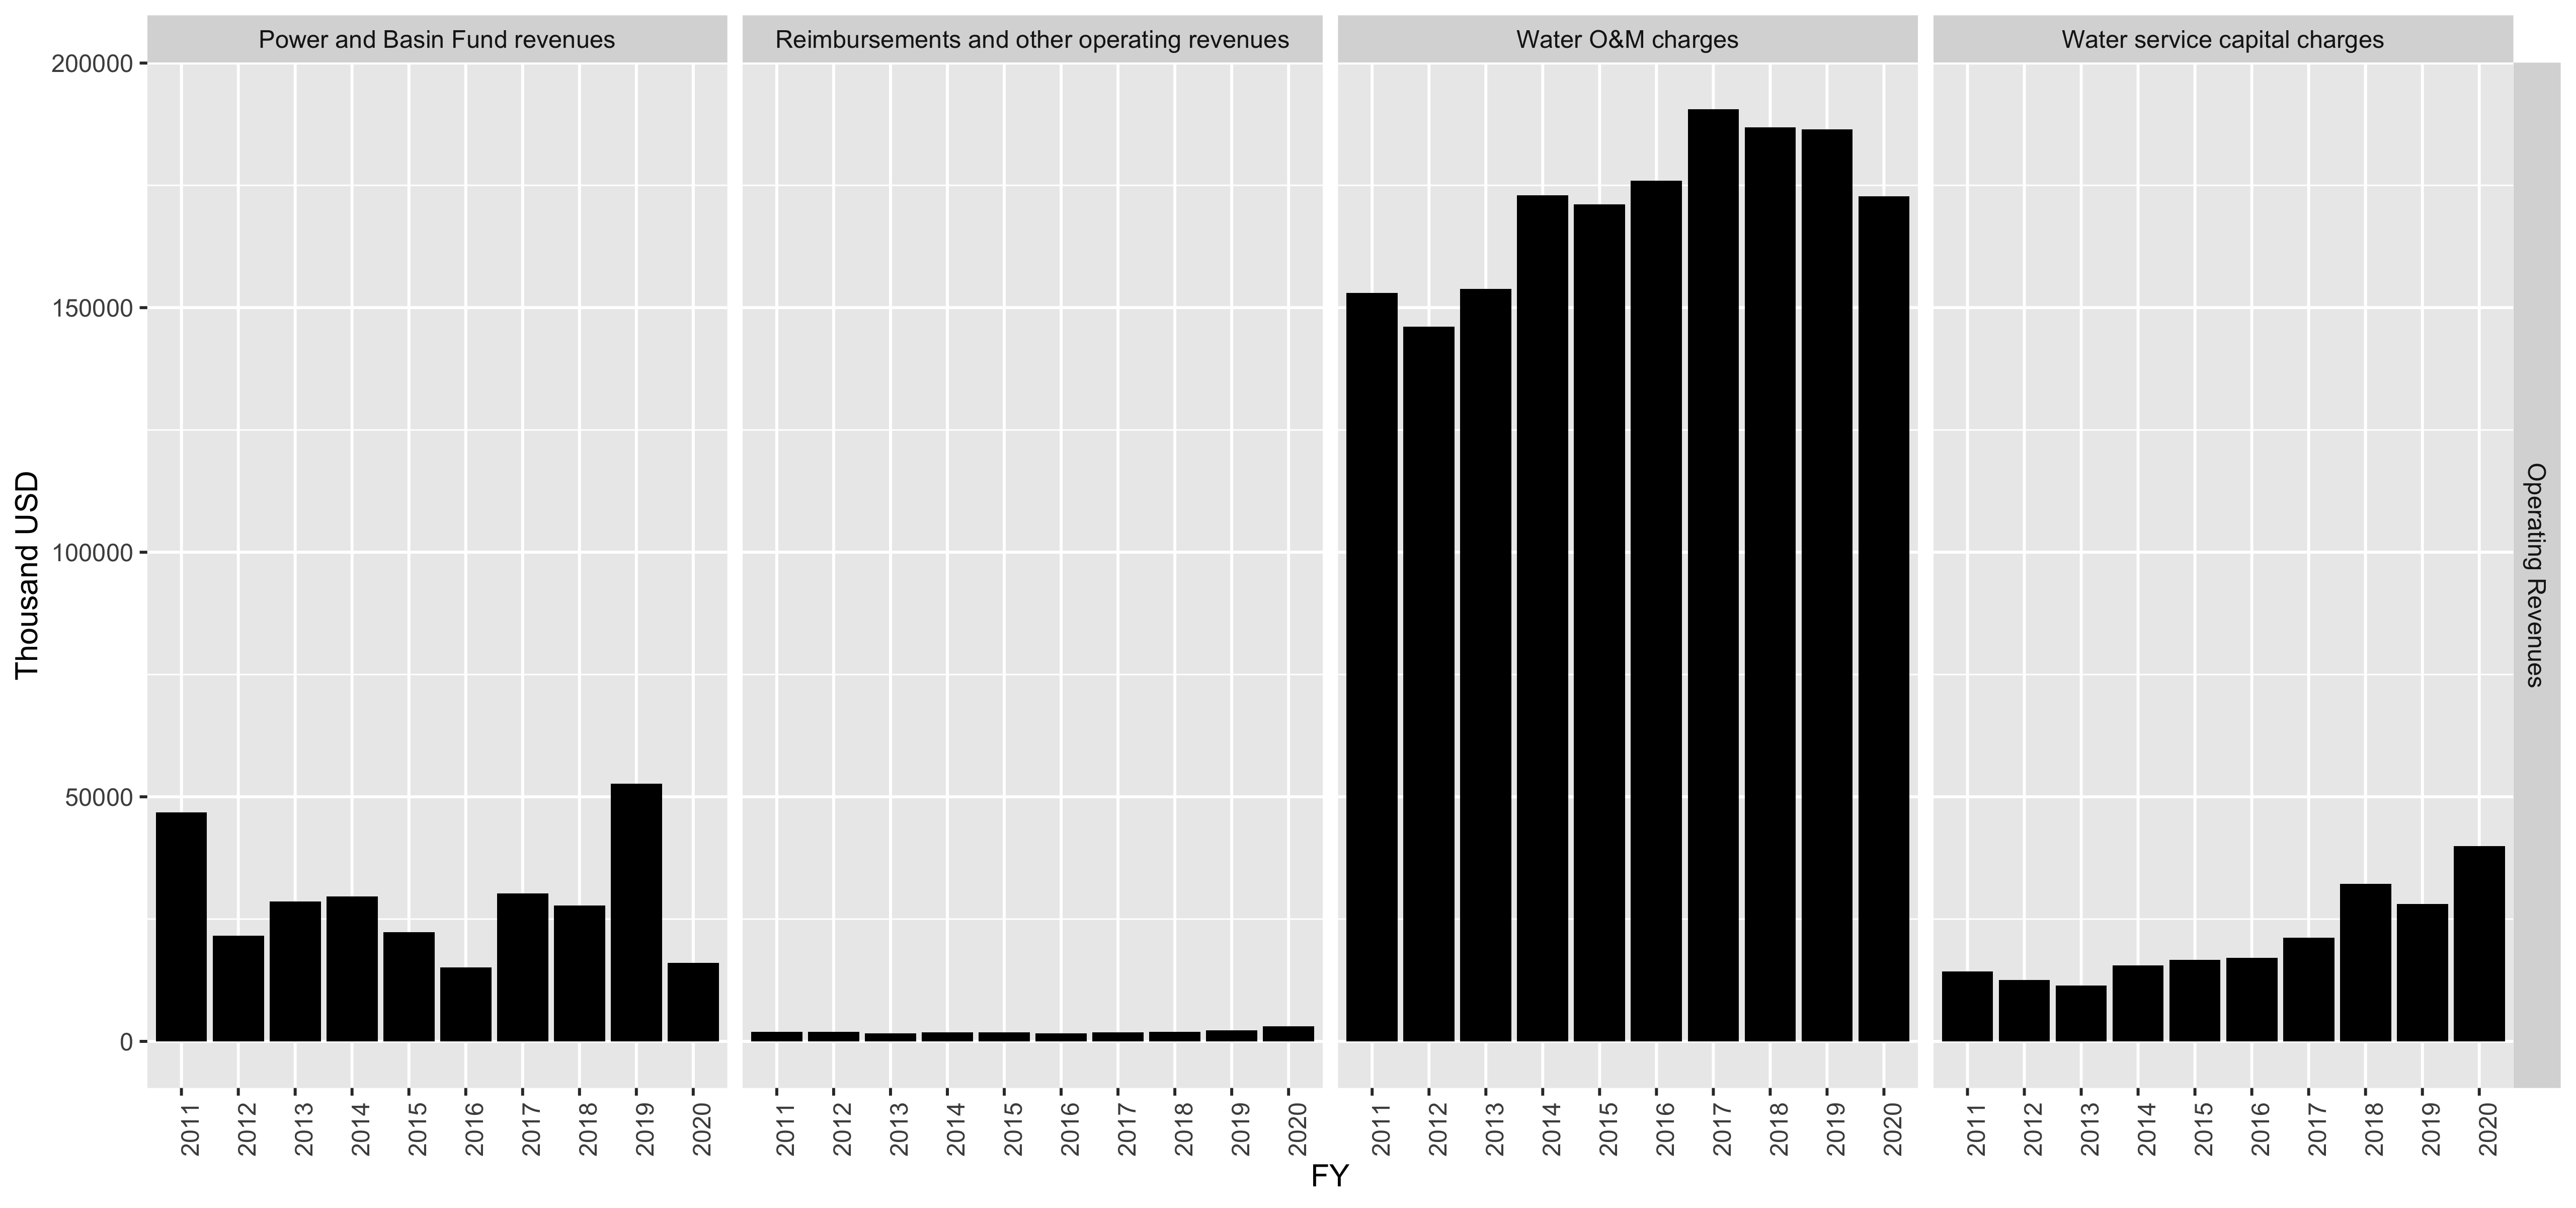 Power and Basin Fund revenues
Reimbursements and other operating revenues
Water O&M charges
Water service capital charges
Operating Revenues
Thousand USD
200000
150000
100000
50000
0
2011 2012 2013 2014 2015 2016 2017 2018 2019 2020
2011 2012 2013 2014 2015 2016 2017 2018 2019 2020
2011 2012 2013 2014 2015 2016 2017 2018 2019 2020
2011 2012 2013 2014 2015 2016 2017 2018 2019 2020
FY